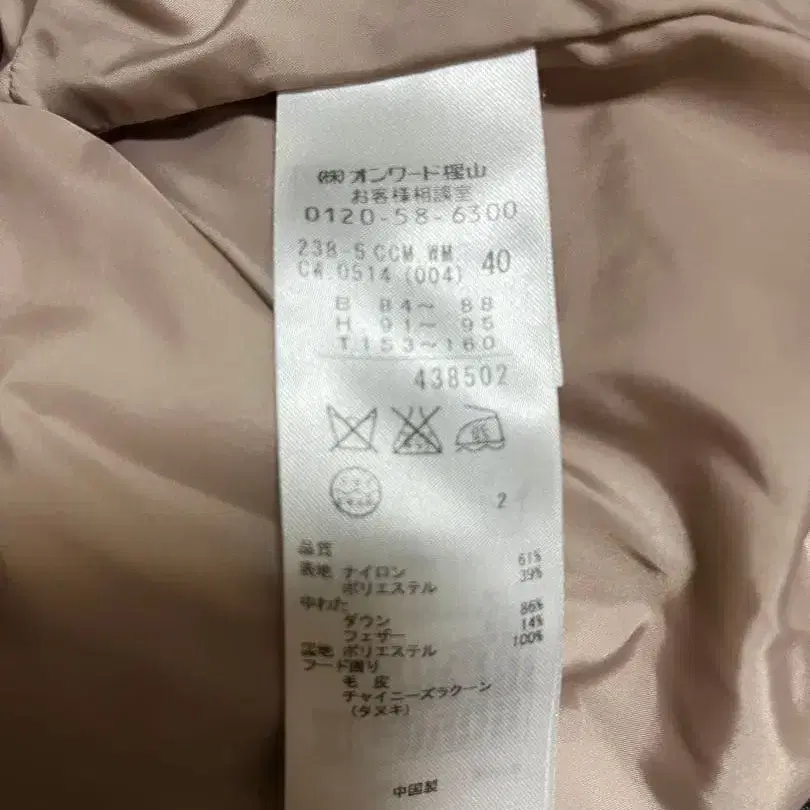 ㈱オンワード樫山
お客様相談室
0120-58-6300
238-5 CCM.WM. 40
C4.0514 (004)
B 84～ 88
H 91～ 95
T.153～160
438502
2
品質
表地 ナイロン 61%
ポリエステル 39%
中わた
ダウン 86%
フェザー 14%
裏地 ポリエステル 100%
フード周り
毛 皮
チャイニーズラクーン
(タヌキ)
中国製